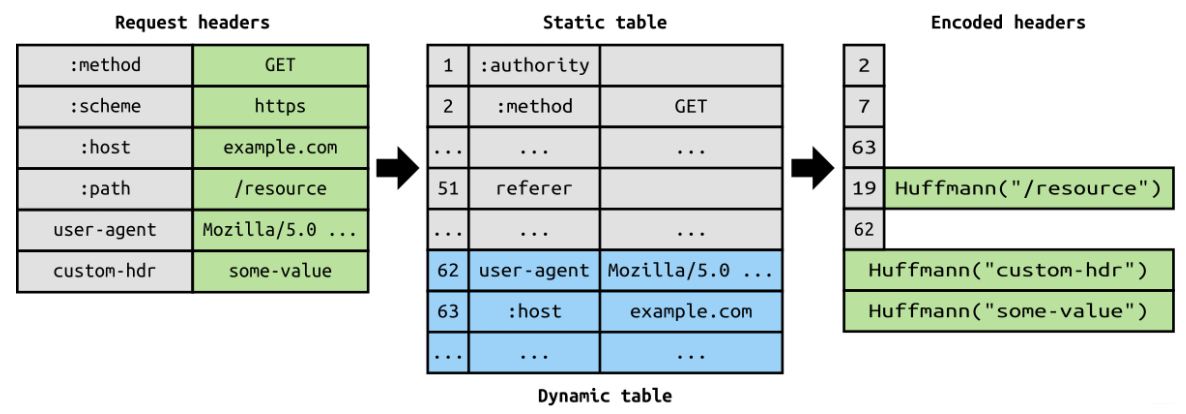 Request headers
:method GET
:scheme https
:host example.com
:path /resource
user-agent Mozilla/5.0 ...
custom-hdr some-value
Static table
1 :authority
2 :method GET
... ... ...
51 referer
... ... ...
62 user-agent Mozilla/5.0 ...
63 :host example.com
... ... ...
Dynamic table
Encoded headers
2
7
63
19 Huffmann("/resource")
62
Huffmann("custom-hdr")
Huffmann("some-value")